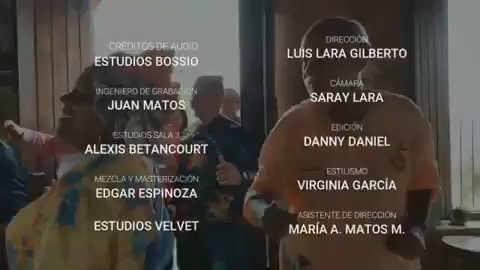 CRÉDITOS DE AUDIO
ESTUDIOS BOSSIO
INGENIERO DE GRABACIÓN
JUAN MATOS
ESTUDIOS SALA 3
ALEXIS BETANCOURT
MEZCLA Y MASTERIZACIÓN
EDGAR ESPINOZA
ESTUDIOS VELVET
DIRECCIÓN
LUIS LARA GILBERTO
CÁMARA
SARAY LARA
EDICIÓN
DANNY DANIEL
ESTILISMO
VIRGINIA GARCÍA
ASISTENTE DE DIRECCIÓN
MARÍA A. MATOS M.